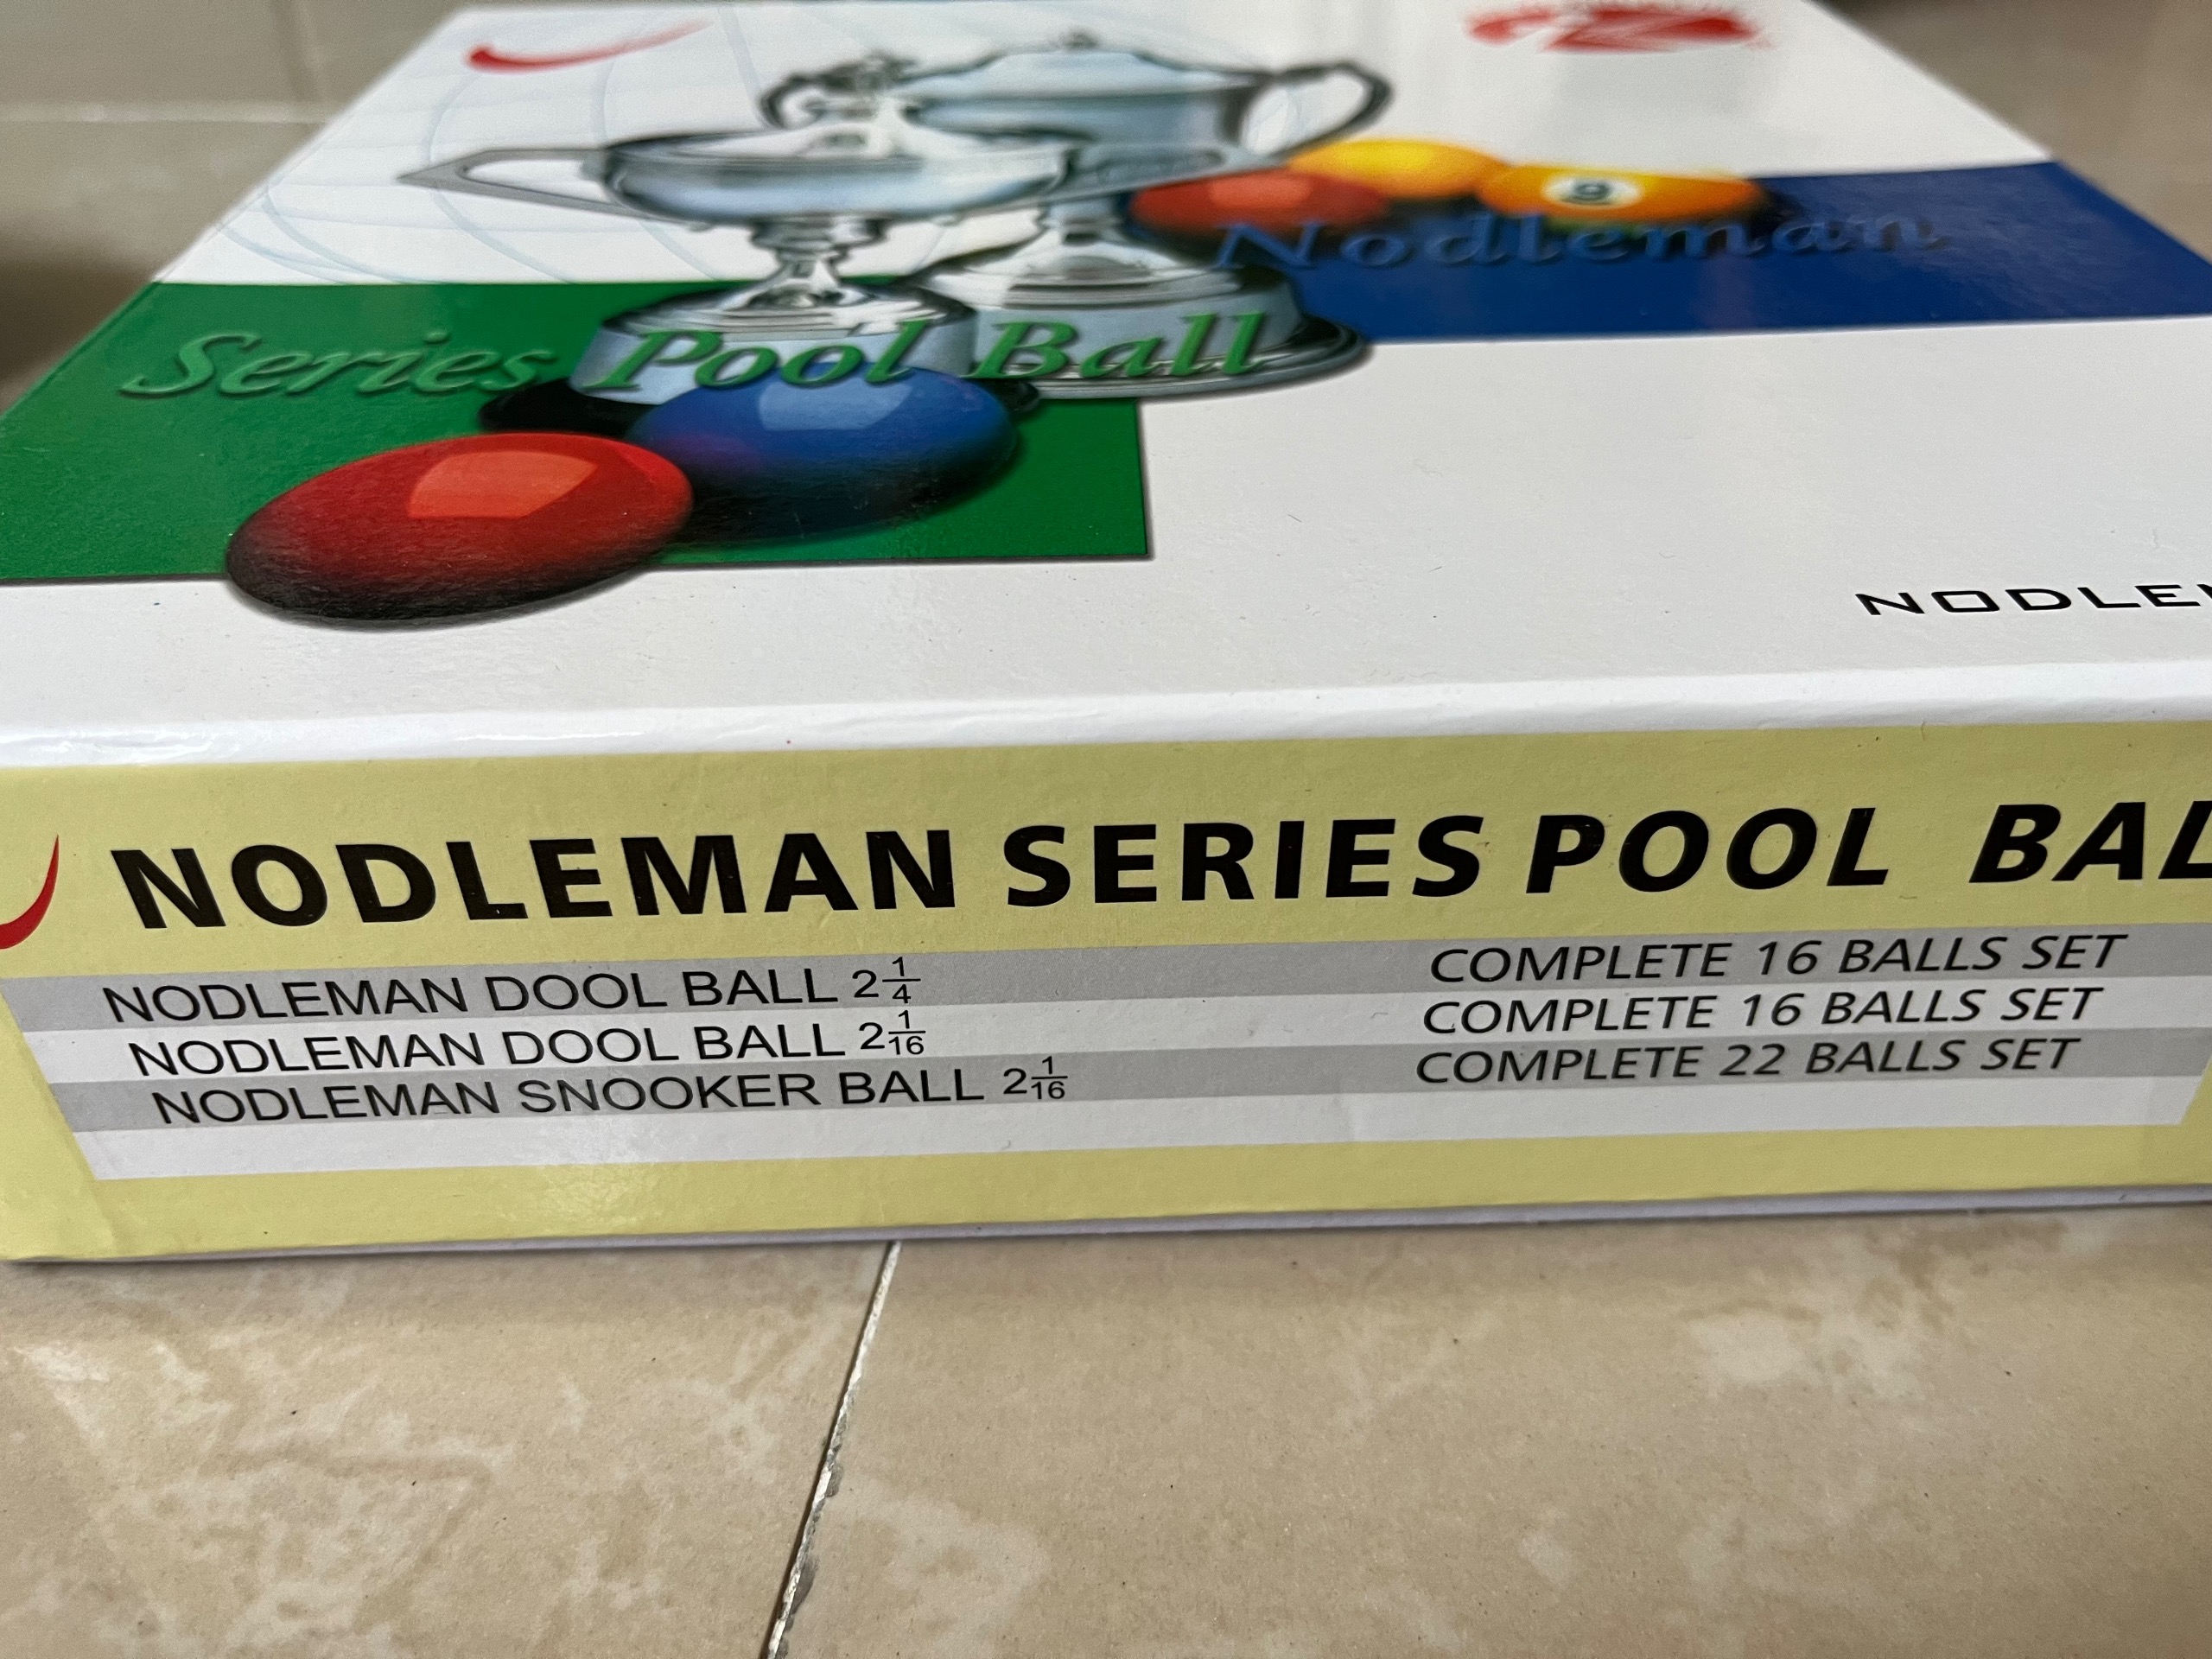 Nodleman
Series Pool Ball
NODLE
NODLEMAN SERIES POOL BAL
NODLEMAN DOOL BALL 2 1/4 COMPLETE 16 BALLS SET
NODLEMAN DOOL BALL 2 1/16 COMPLETE 16 BALLS SET
NODLEMAN SNOOKER BALL 2 1/16 COMPLETE 22 BALLS SET